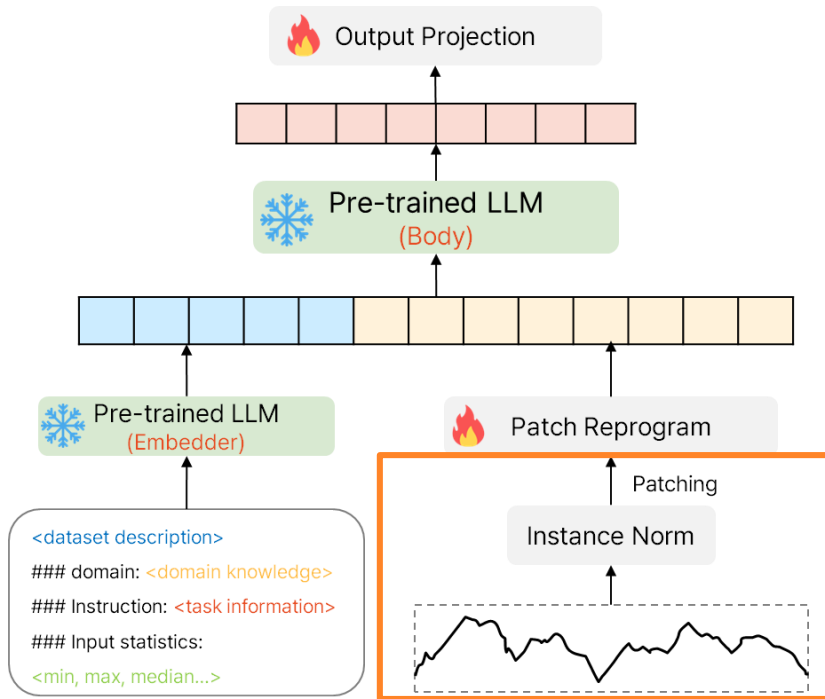 Output Projection
Pre-trained LLM
(Body)
Pre-trained LLM
(Embedder)
Patch Reprogram
Patching
Instance Norm
<dataset description>
### domain: <domain knowledge>
### Instruction: <task information>
### Input statistics:
<min, max, median...>